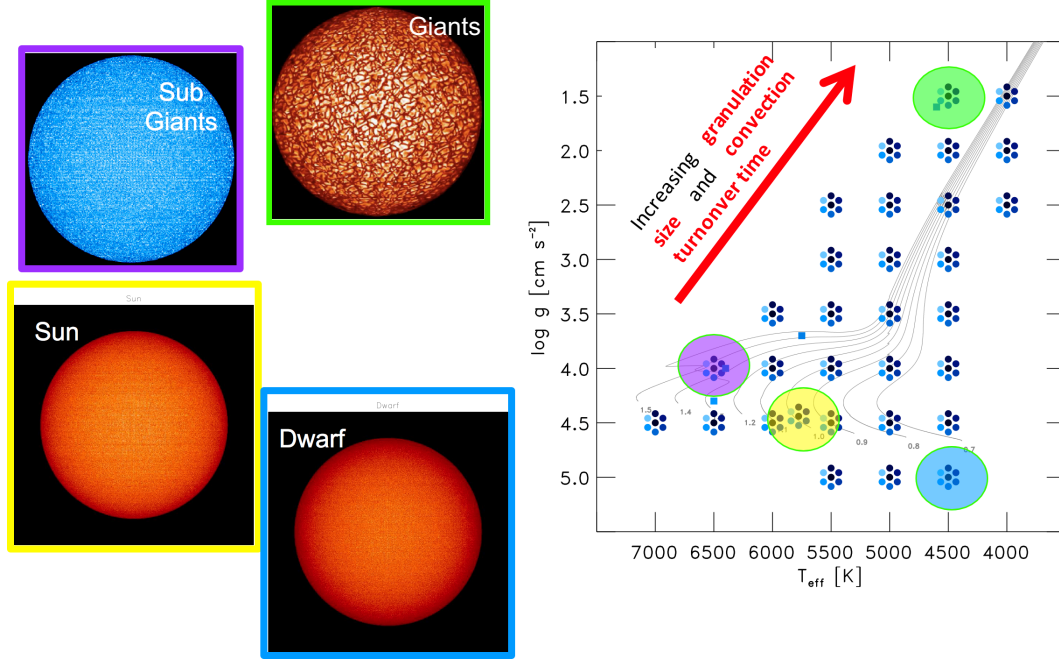 Sub
Giants
Giants
Sun
Sun
Dwarf
Dwarf
Increasing granulation
size and convection
turnonver time
log g [cm s⁻²]
1.5
2.0
2.5
3.0
3.5
4.0
4.5
5.0
1.5
1.4
1.2
1.0
0.9
0.8
0.7
7000 6500 6000 5500 5000 4500 4000
T_eff [K]